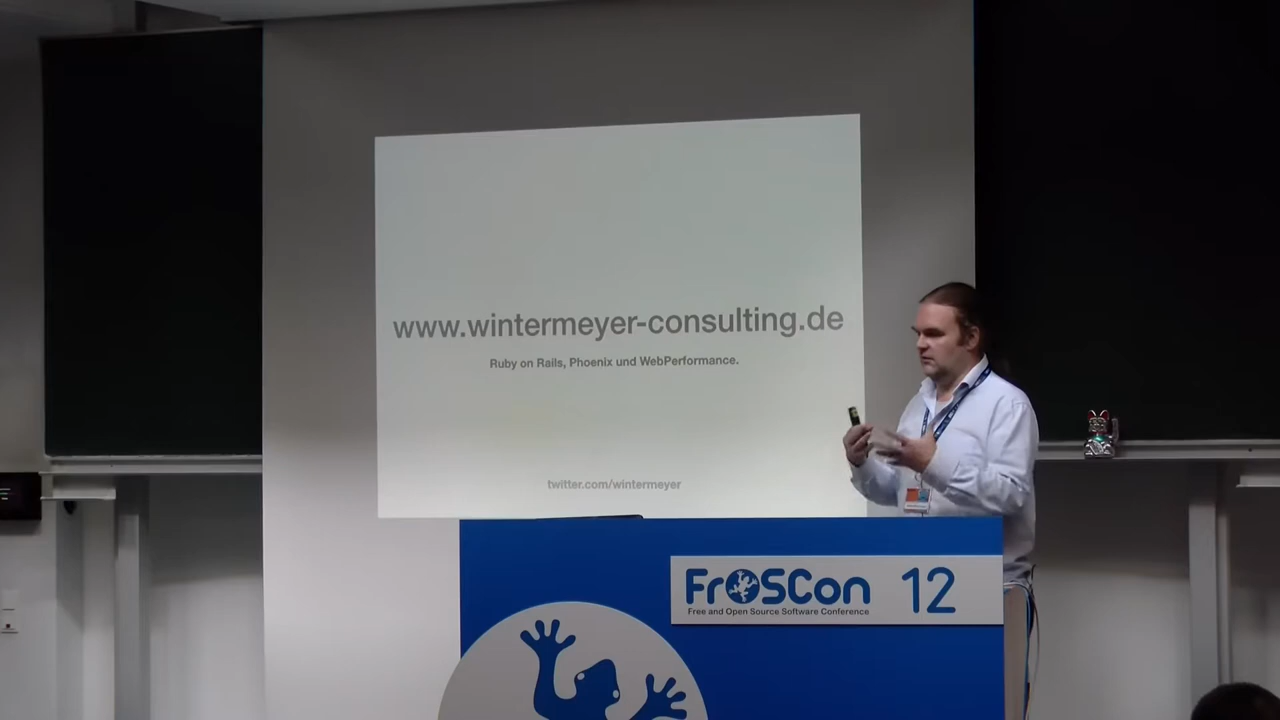 www.wintermeyer-consulting.de
Ruby on Rails, Phoenix und WebPerformance.
twitter.com/wintermeyer
FrOSCon 12
Free and Open Source Software Conference